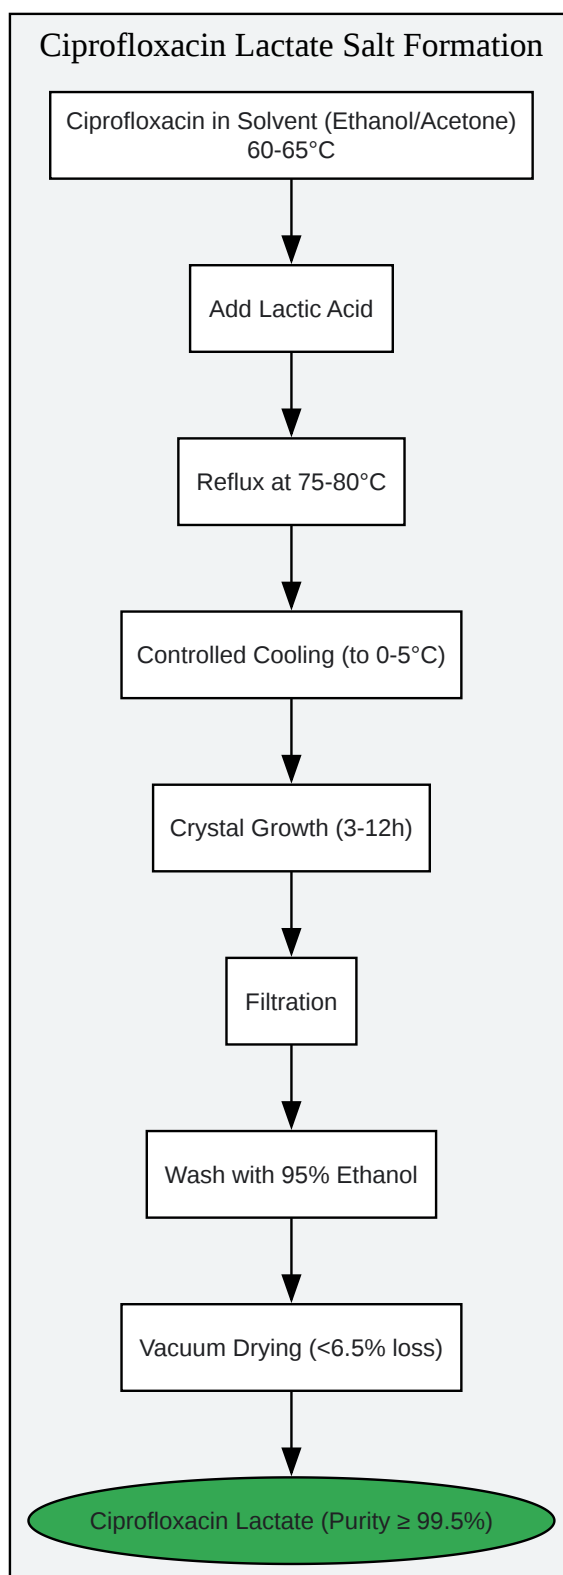 Ciprofloxacin Lactate Salt Formation
Ciprofloxacin in Solvent (Ethanol/Acetone)
60-65°C
Add Lactic Acid
Reflux at 75-80°C
Controlled Cooling (to 0-5°C)
Crystal Growth (3-12h)
Filtration
Wash with 95% Ethanol
Vacuum Drying (<6.5% loss)
Ciprofloxacin Lactate (Purity ≥ 99.5%)